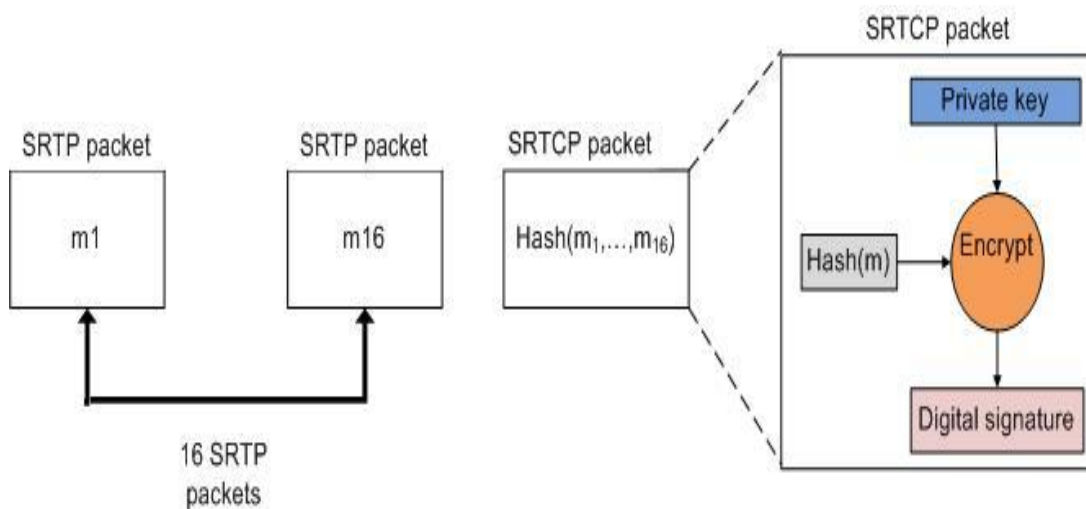 SRTP packet
m1
SRTP packet
m16
16 SRTP
packets
SRTCP packet
Hash(m₁,...,m₁₆)
SRTCP packet
Private key
Hash(m)
Encrypt
Digital signature